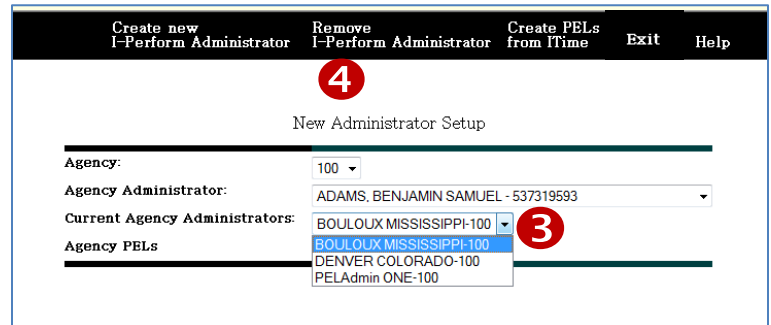 Create new
I-Perform Administrator
Remove
I-Perform Administrator
Create PELs
from ITime
Exit
Help
4
New Administrator Setup
Agency:
100
Agency Administrator:
ADAMS, BENJAMIN SAMUEL - 537319593
Current Agency Administrators:
BOULOUX MISSISSIPPI-100
3
Agency PELs
BOULOUX MISSISSIPPI-100
DENVER COLORADO-100
PELAdmin ONE-100